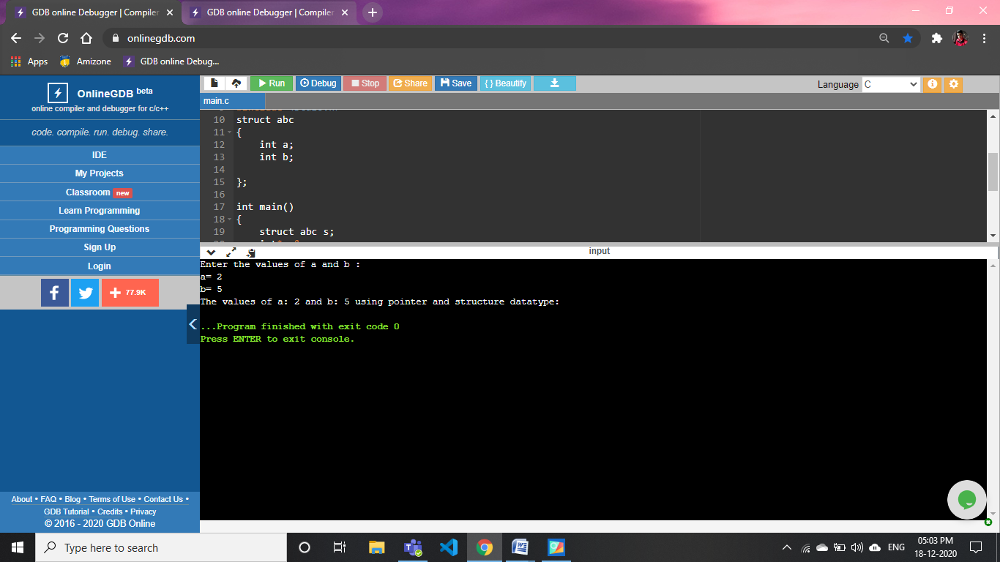 GDB online Debugger | Compiler
GDB online Debugger | Compiler
onlinegdb.com
Apps
Amizone
GDB online Debug...
OnlineGDB beta
online compiler and debugger for c/c++
code. compile. run. debug. share.
IDE
My Projects
Classroom new
Learn Programming
Programming Questions
Sign Up
Login
77.9K
About • FAQ • Blog • Terms of Use • Contact Us •
GDB Tutorial • Credits • Privacy
© 2016 - 2020 GDB Online
Run
Debug
Stop
Share
Save
{ } Beautify
Language C
main.c
10 struct abc
11 {
12 int a;
13 int b;
14
15 };
16
17 int main()
18 {
19 struct abc s;
input
Enter the values of a and b :
a= 2
b= 5
The values of a: 2 and b: 5 using pointer and structure datatype:
...Program finished with exit code 0
Press ENTER to exit console.
Type here to search
ENG
05:03 PM
18-12-2020